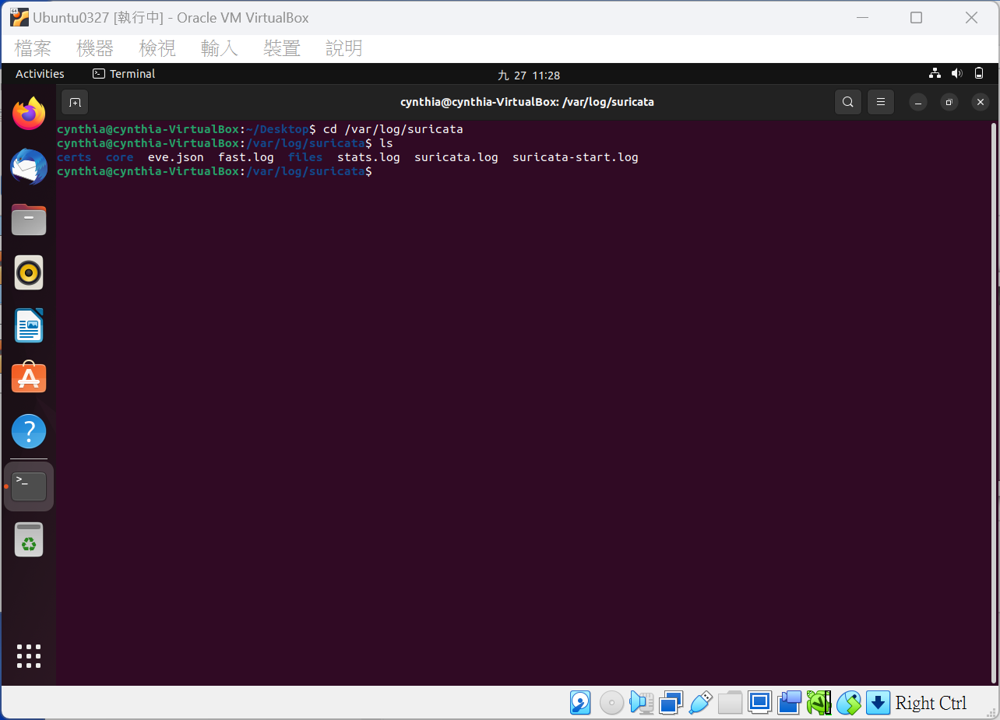 Ubuntu0327 [執行中] - Oracle VM VirtualBox
檔案 機器 檢視 輸入 裝置 說明
Activities Terminal 九 27 11:28
cynthia@cynthia-VirtualBox: /var/log/suricata
cynthia@cynthia-VirtualBox:~/Desktop$ cd /var/log/suricata
cynthia@cynthia-VirtualBox:/var/log/suricata$ ls
certs core eve.json fast.log files stats.log suricata.log suricata-start.log
cynthia@cynthia-VirtualBox:/var/log/suricata$
Right Ctrl